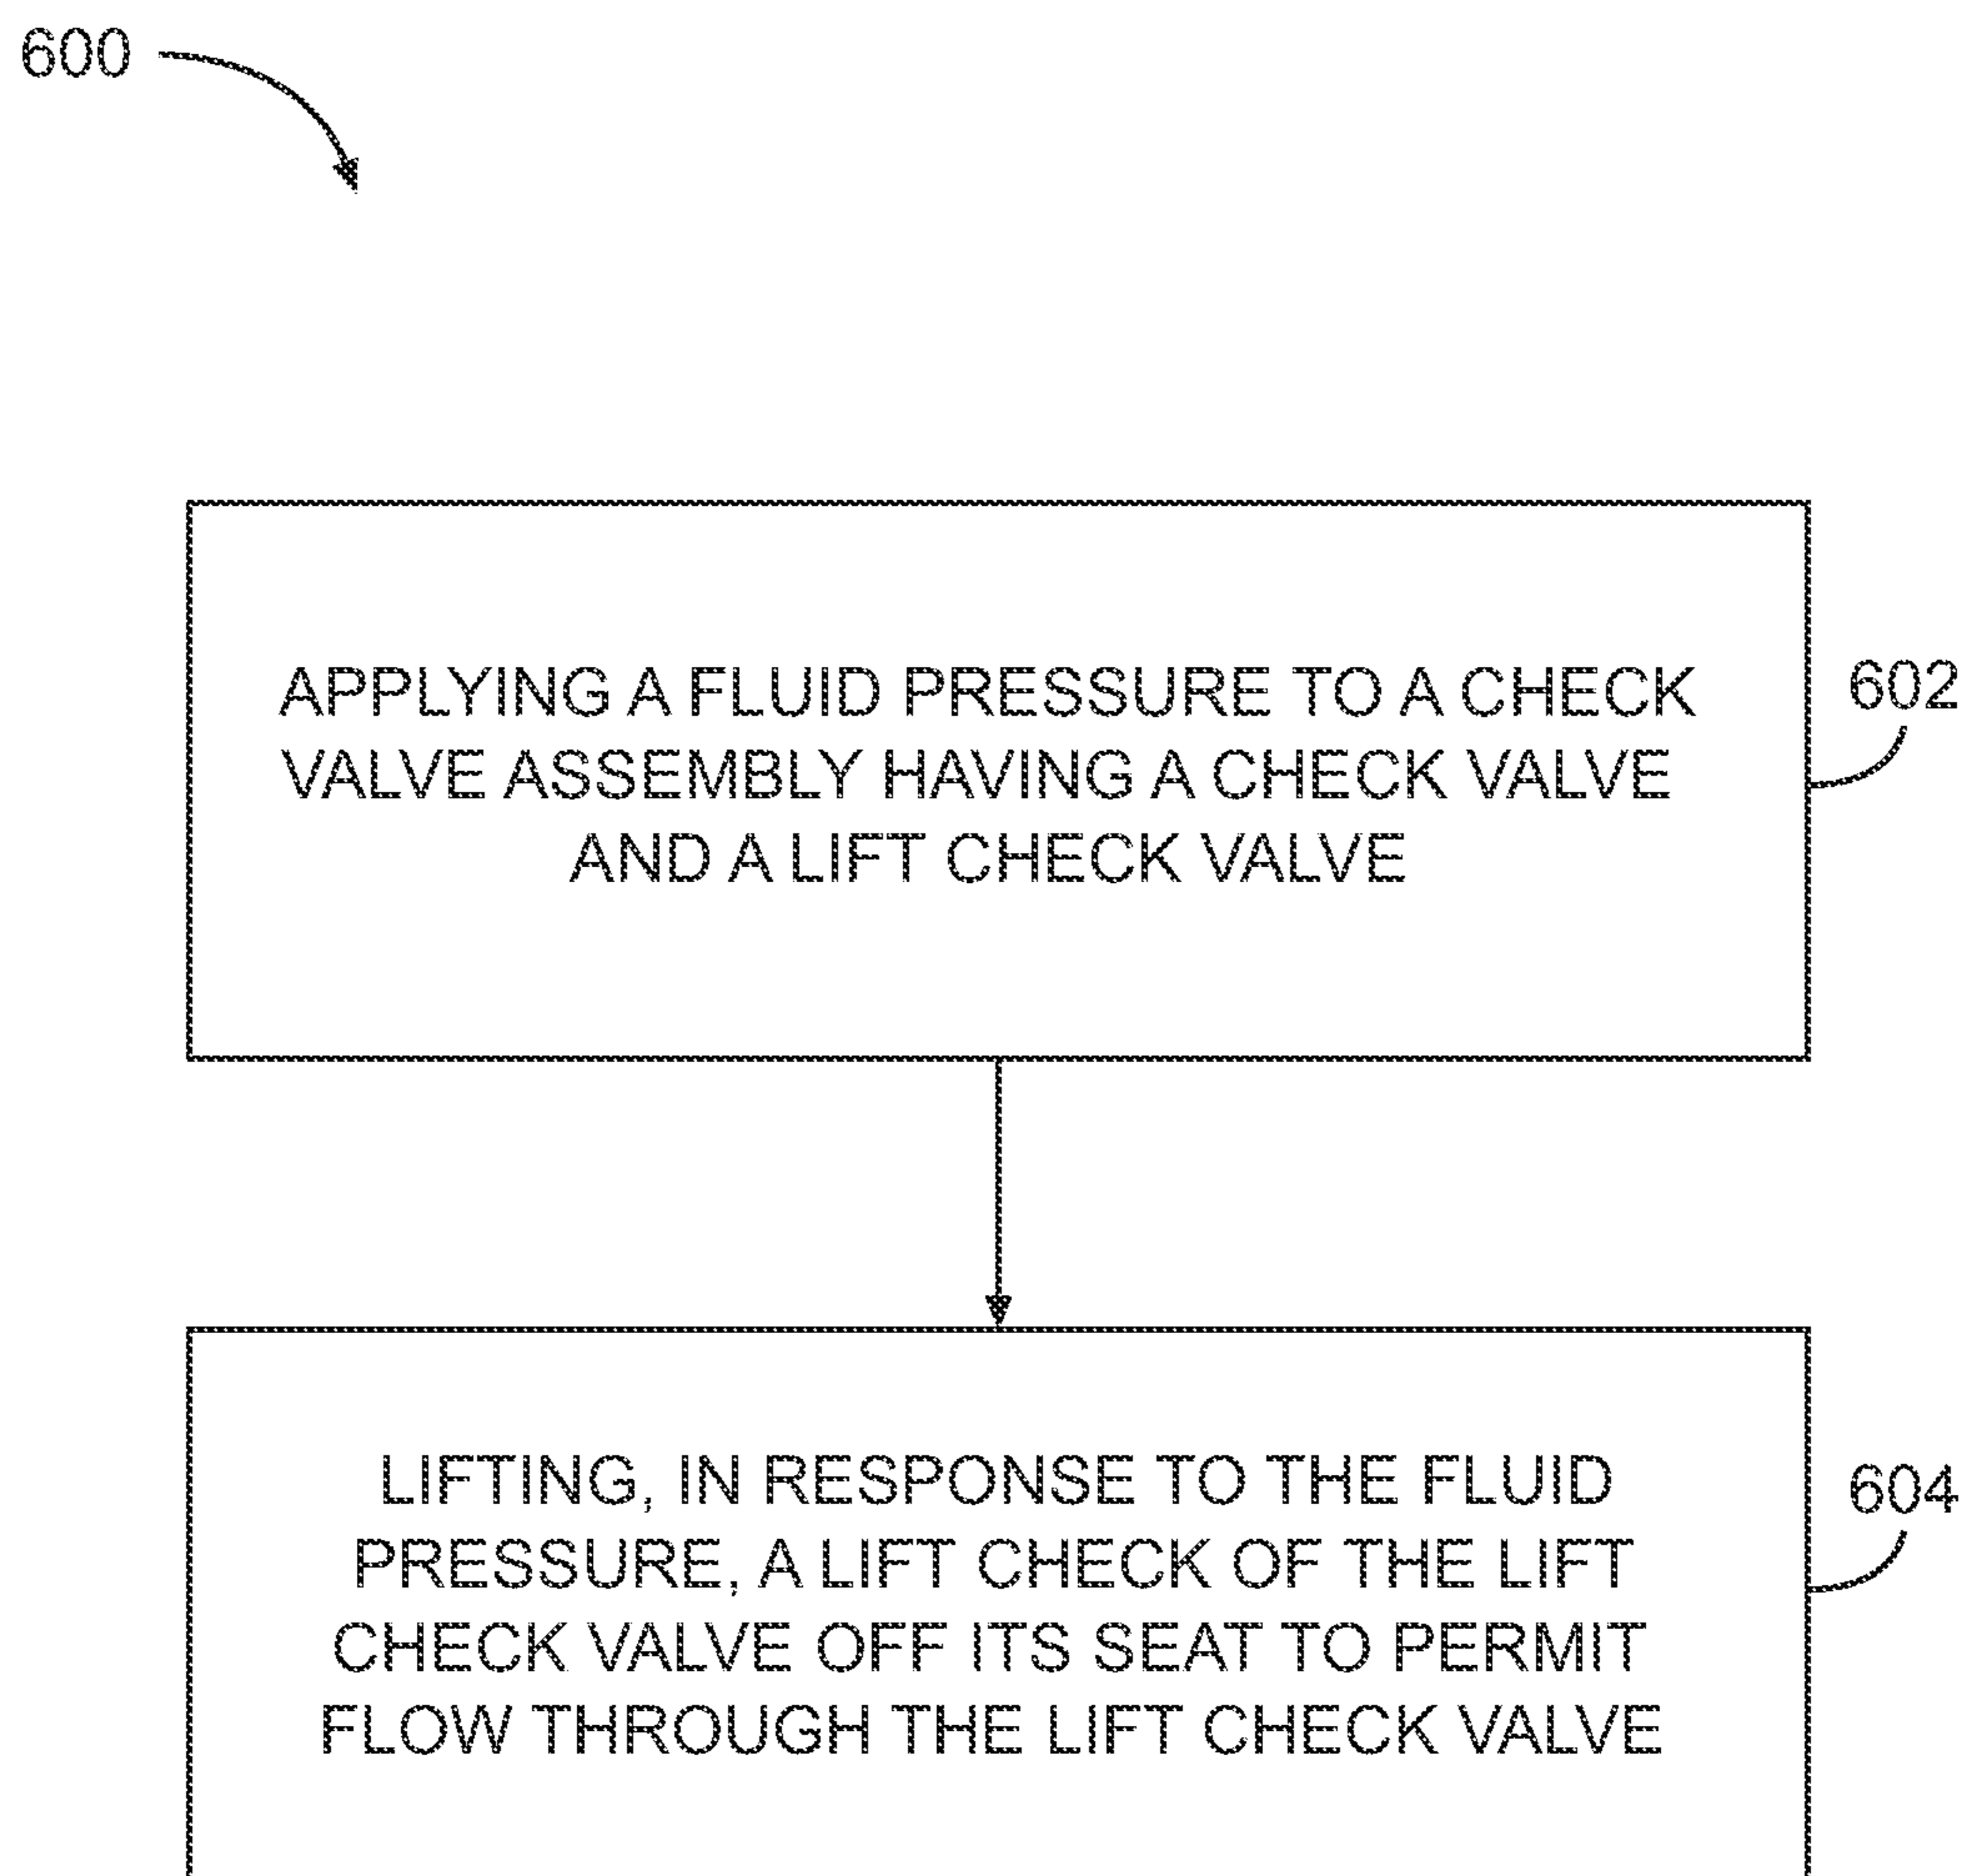 600
APPLYING A FLUID PRESSURE TO A CHECK
VALVE ASSEMBLY HAVING A CHECK VALVE
AND A LIFT CHECK VALVE
602
LIFTING, IN RESPONSE TO THE FLUID
PRESSURE, A LIFT CHECK OF THE LIFT
CHECK VALVE OFF ITS SEAT TO PERMIT
FLOW THROUGH THE LIFT CHECK VALVE
604